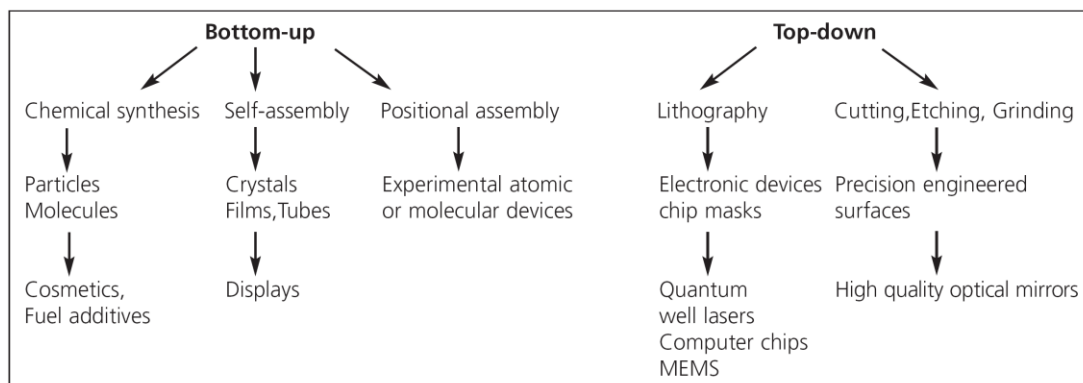 Bottom-up
Top-down
Chemical synthesis
Self-assembly
Positional assembly
Lithography
Cutting,Etching, Grinding
Particles
Molecules
Crystals
Films,Tubes
Experimental atomic
or molecular devices
Electronic devices
chip masks
Precision engineered
surfaces
Cosmetics,
Fuel additives
Displays
Quantum
well lasers
Computer chips
MEMS
High quality optical mirrors